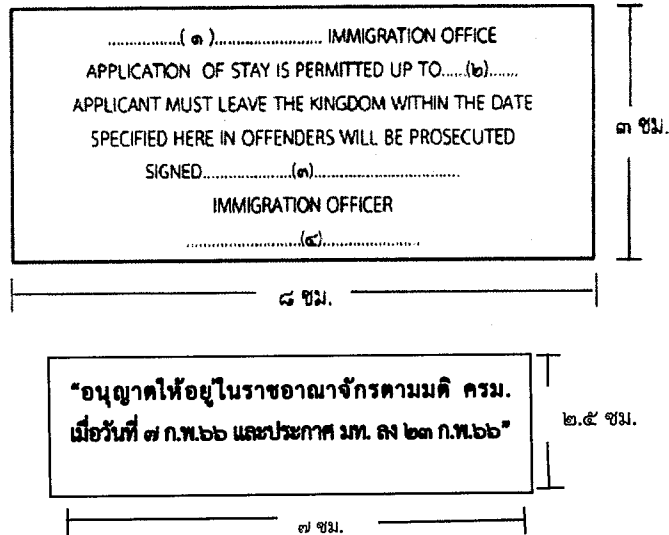 .................(๑)........................ IMMIGRATION OFFICE
APPLICATION OF STAY IS PERMITTED UP TO......(๒).......
APPLICANT MUST LEAVE THE KINGDOM WITHIN THE DATE
SPECIFIED HERE IN OFFENDERS WILL BE PROSECUTED
SIGNED.....................(๓)..................................
IMMIGRATION OFFICER
...........................(๔)......................
๓ ซม.
๘ ซม.
“อนุญาตให้อยู่ในราชอาณาจักรตามมติ ครม.
เมื่อวันที่ ๗ ก.พ.๖๖ และประกาศ มท. ลง ๒๓ ก.พ.๖๖”
๒.๕ ซม.
๗ ซม.